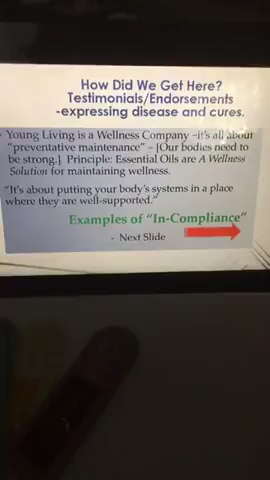 How Did We Get Here?
Testimonials/Endorsements
-expressing disease and cures.
Young Living is a Wellness Company –it's all about
"preventative maintenance" – [Our bodies need to
be strong.] Principle: Essential Oils are A Wellness
Solution for maintaining wellness.
"It's about putting your body's systems in a place
where they are well-supported."
Examples of "In-Compliance"
- Next Slide